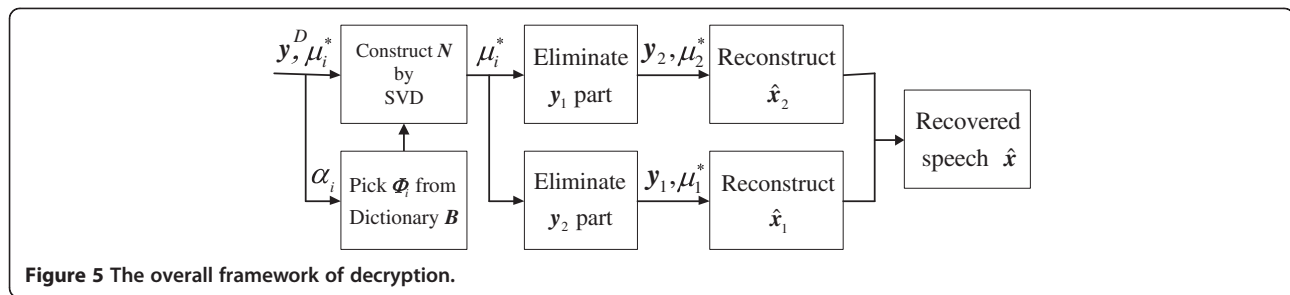 y, D μ_i^*
Construct N
by
SVD
μ_i^*
Eliminate
y_1 part
y_2, μ_2^*
Reconstruct
x̂_2
Recovered
speech x̂
α_i
Pick Φ_i from
Dictionary B
Eliminate
y_2 part
y_1, μ_1^*
Reconstruct
x̂_1
Figure 5 The overall framework of decryption.